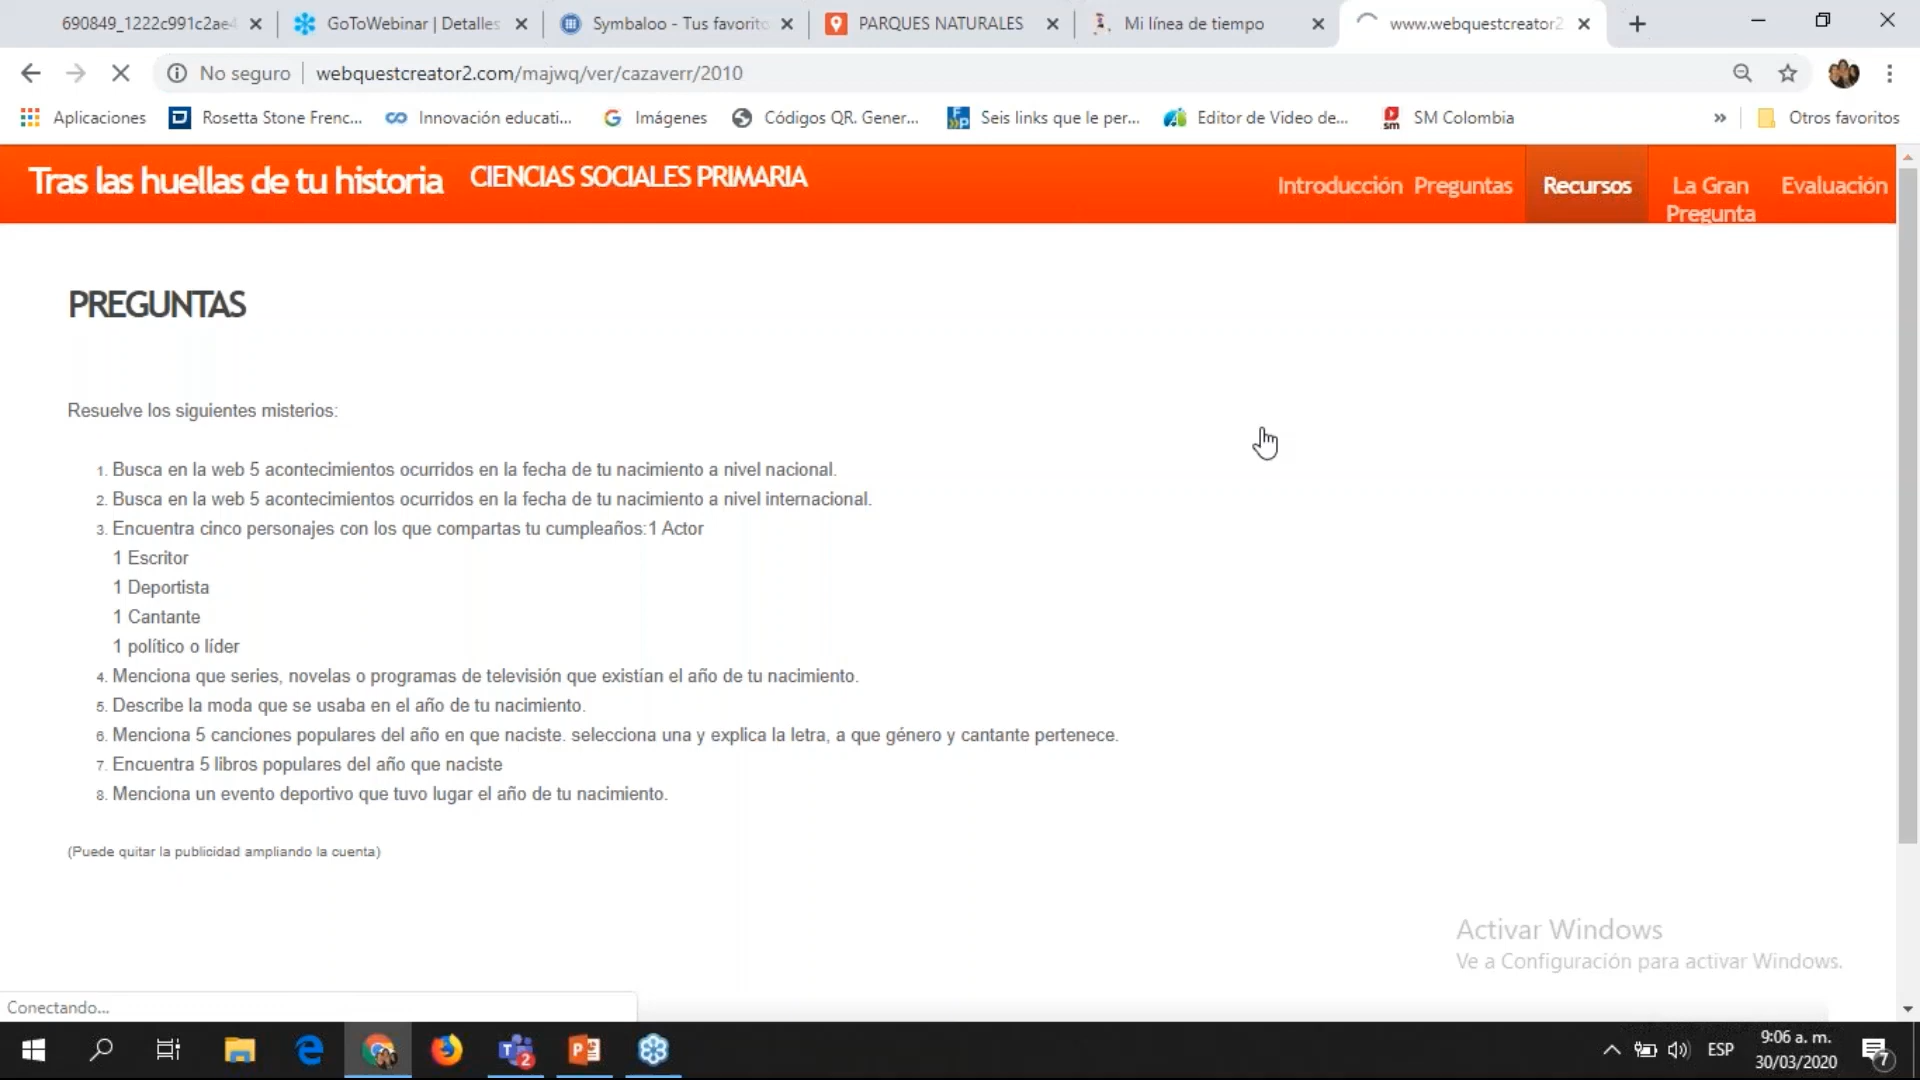 690849_1222c991c2ae4
GoToWebinar | Detalles
Symbaloo - Tus favorito
PARQUES NATURALES
Mi línea de tiempo
www.webquestcreator2
No seguro
webquestcreator2.com/majwq/ver/cazaverr/2010
Aplicaciones
Rosetta Stone Frenc...
Innovación educati...
Imágenes
Códigos QR. Gener...
Seis links que le per...
Editor de Video de...
SM Colombia
»
Otros favoritos
Tras las huellas de tu historia
CIENCIAS SOCIALES PRIMARIA
Introducción
Preguntas
Recursos
La Gran
Pregunta
Evaluación
PREGUNTAS
Resuelve los siguientes misterios:
1. Busca en la web 5 acontecimientos ocurridos en la fecha de tu nacimiento a nivel nacional.
2. Busca en la web 5 acontecimientos ocurridos en la fecha de tu nacimiento a nivel internacional.
3. Encuentra cinco personajes con los que compartas tu cumpleaños:1 Actor
1 Escritor
1 Deportista
1 Cantante
1 político o líder
4. Menciona que series, novelas o programas de televisión que existían el año de tu nacimiento.
5. Describe la moda que se usaba en el año de tu nacimiento.
6. Menciona 5 canciones populares del año en que naciste. selecciona una y explica la letra, a que género y cantante pertenece.
7. Encuentra 5 libros populares del año que naciste
8. Menciona un evento deportivo que tuvo lugar el año de tu nacimiento.
(Puede quitar la publicidad ampliando la cuenta)
Activar Windows
Ve a Configuración para activar Windows.
Conectando...
ESP
9:06 a. m.
30/03/2020
7